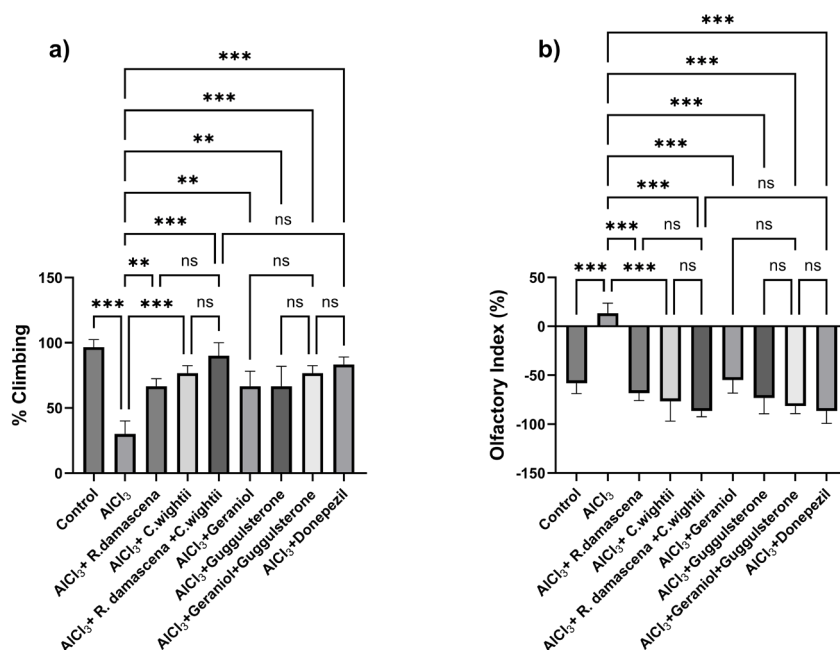 a)
***
***
**
**
***
ns
**
ns
ns
***
***
ns
ns
ns
150
100
50
0
% Climbing
Control
AlCl₃
AlCl₃+ R.damascena
AlCl₃+ C.wightii
AlCl₃+ R. damascena +C.wightii
AlCl₃+Geraniol
AlCl₃+Guggulsterone
AlCl₃+Geraniol+Guggulsterone
AlCl₃+Donepezil
b)
***
***
***
***
***
ns
***
ns
ns
***
***
ns
ns
ns
50
0
-50
-100
-150
Olfactory Index (%)
Control
AlCl₃
AlCl₃+ R.damascena
AlCl₃+ C.wightii
AlCl₃+ R. damascena +C.wightii
AlCl₃+Geraniol
AlCl₃+Guggulsterone
AlCl₃+Geraniol+Guggulsterone
AlCl₃+Donepezil